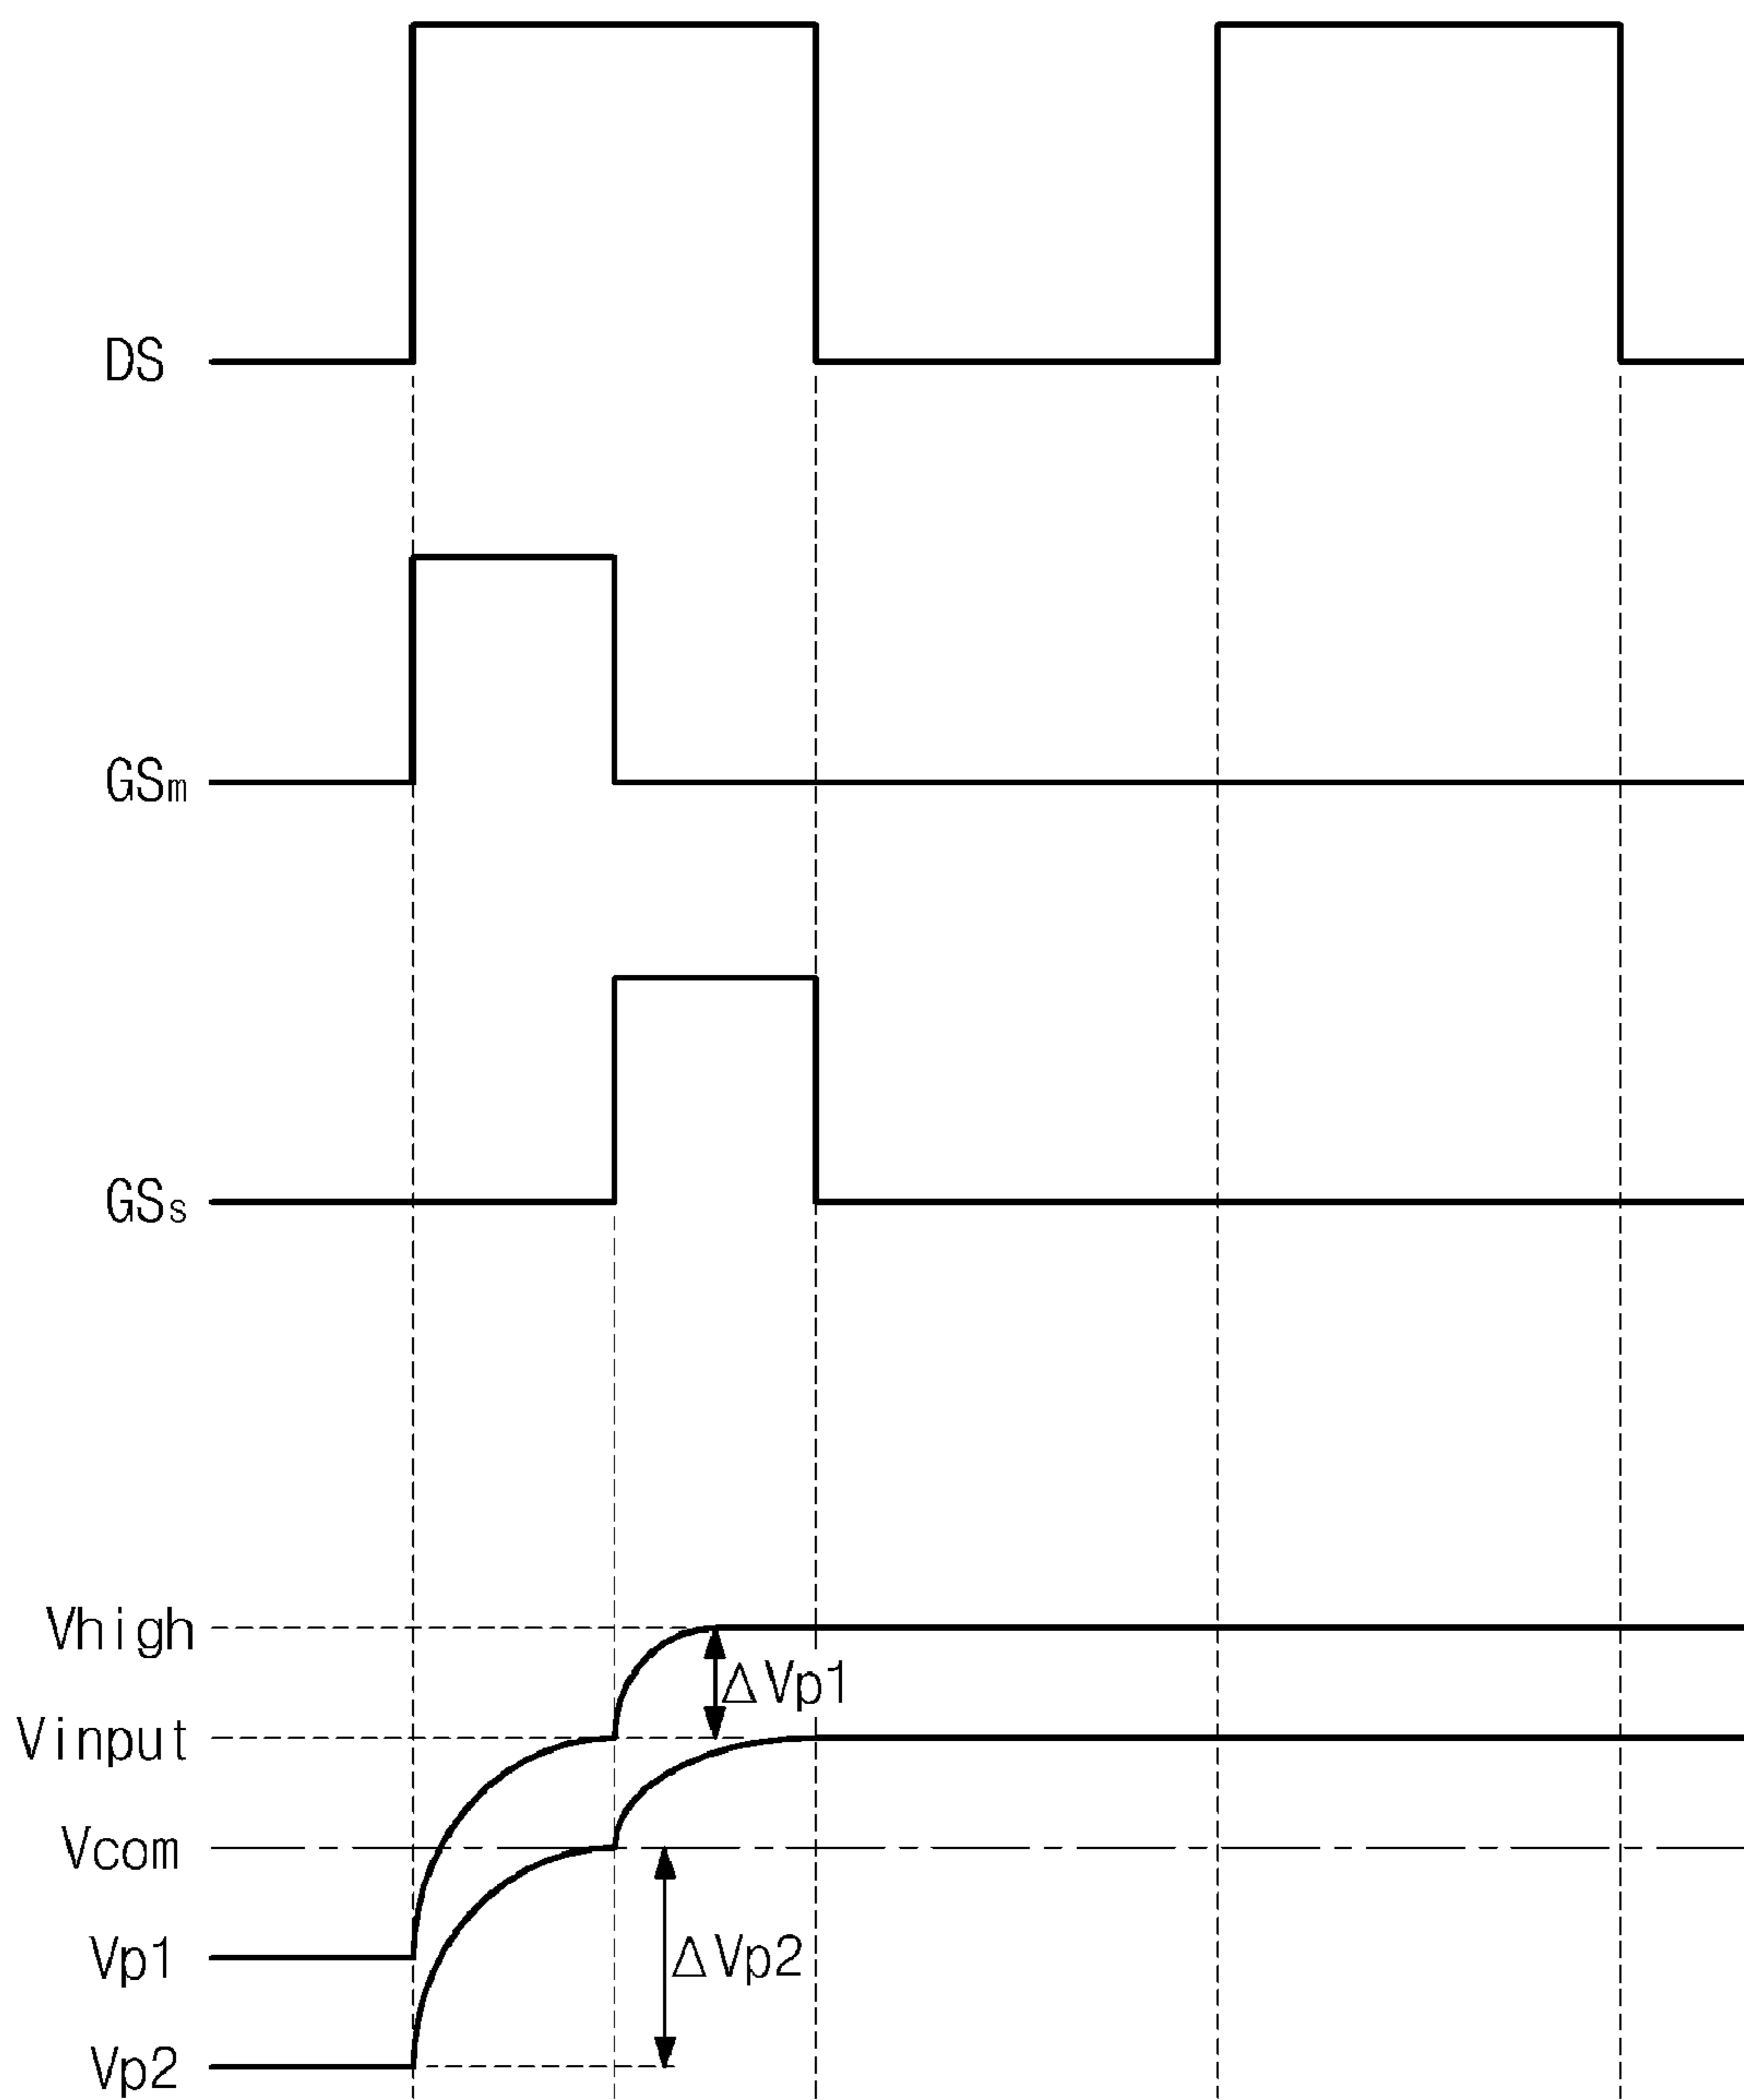 DS
GSm
GSs
Vhigh
ΔVp1
Vinput
Vcom
Vp1
ΔVp2
Vp2